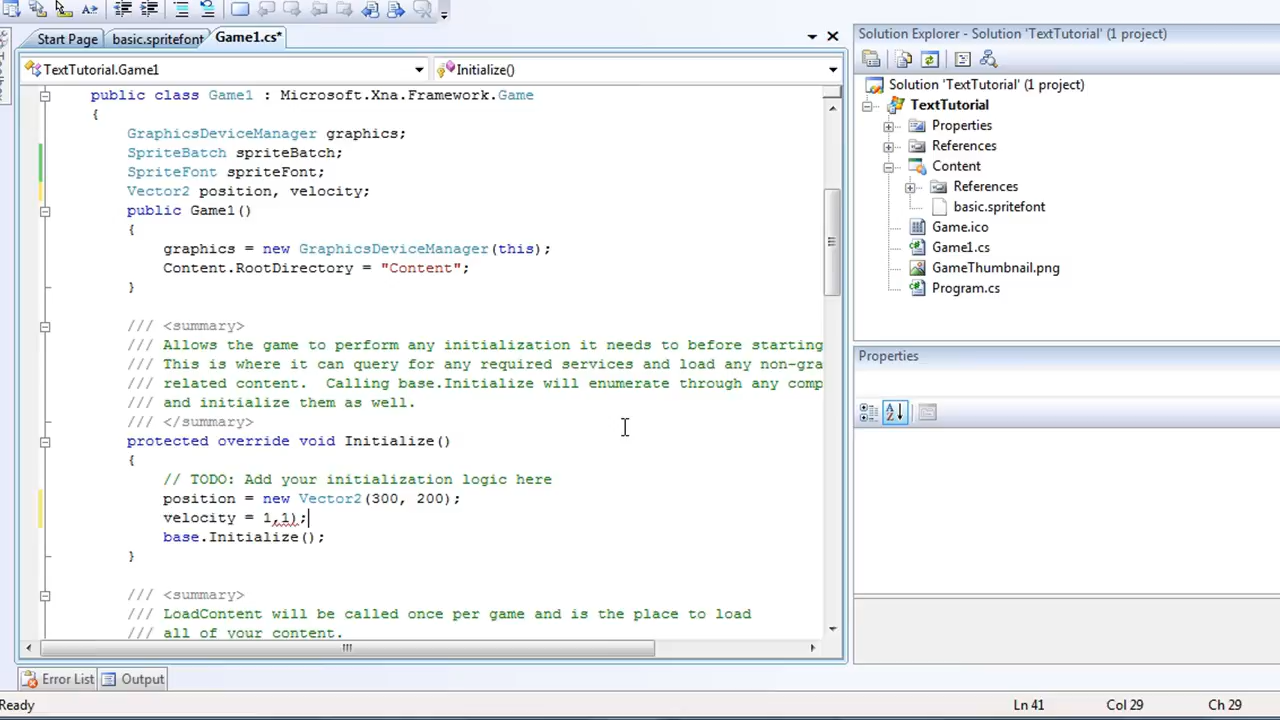 Start Page
basic.spritefont
Game1.cs*
TextTutorial.Game1
Initialize()
public class Game1 : Microsoft.Xna.Framework.Game
{
GraphicsDeviceManager graphics;
SpriteBatch spriteBatch;
SpriteFont spriteFont;
Vector2 position, velocity;
public Game1()
{
graphics = new GraphicsDeviceManager(this);
Content.RootDirectory = "Content";
}
/// <summary>
/// Allows the game to perform any initialization it needs to before starting
/// This is where it can query for any required services and load any non-gra
/// related content.  Calling base.Initialize will enumerate through any comp
/// and initialize them as well.
/// </summary>
protected override void Initialize()
{
// TODO: Add your initialization logic here
position = new Vector2(300, 200);
velocity = 1,1);
base.Initialize();
}
/// <summary>
/// LoadContent will be called once per game and is the place to load
/// all of your content.
Error List
Output
Ready
Ln 41
Col 29
Ch 29
Solution Explorer - Solution 'TextTutorial' (1 project)
Solution 'TextTutorial' (1 project)
TextTutorial
Properties
References
Content
References
basic.spritefont
Game.ico
Game1.cs
GameThumbnail.png
Program.cs
Properties